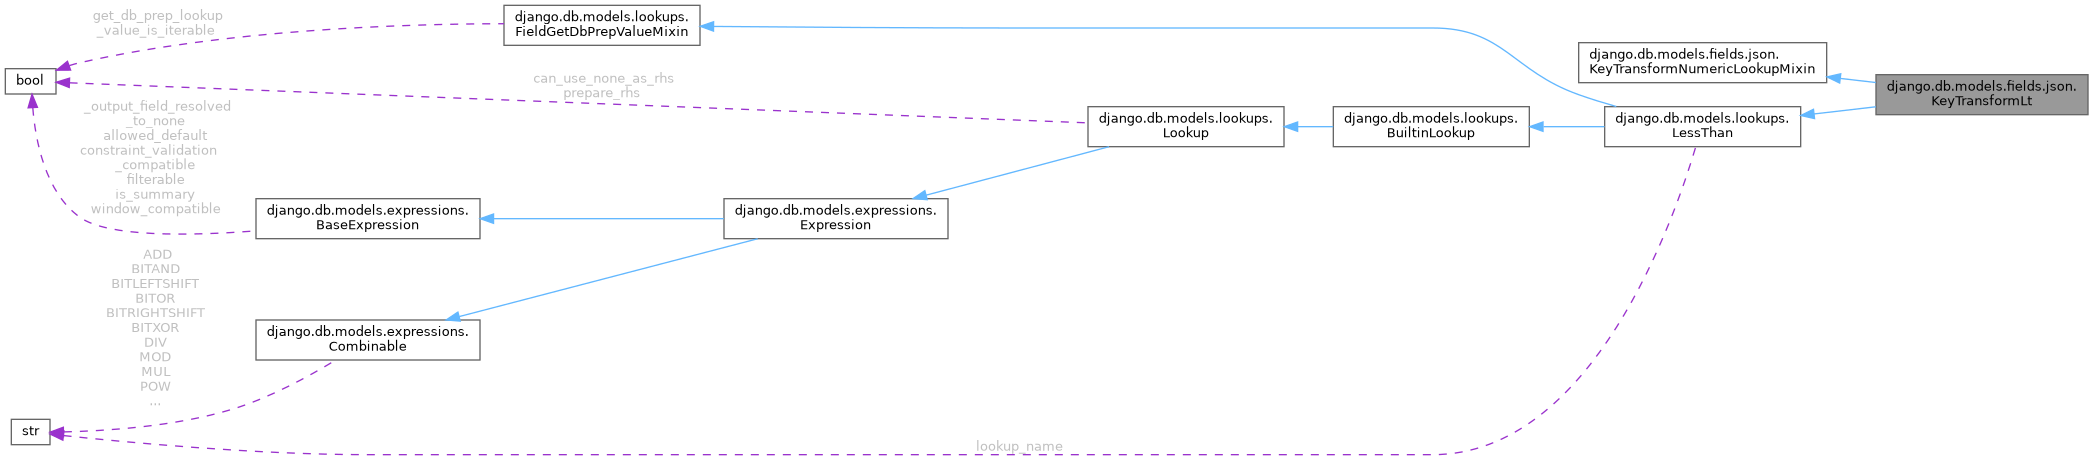 get_db_prep_lookup
_value_is_iterable
django.db.models.lookups.
FieldGetDbPrepValueMixin
django.db.models.fields.json.
KeyTransformNumericLookupMixin
bool
can_use_none_as_rhs
prepare_rhs
django.db.models.fields.json.
KeyTransformLt
_output_field_resolved
_to_none
allowed_default
constraint_validation
_compatible
filterable
is_summary
window_compatible
django.db.models.lookups.
Lookup
django.db.models.lookups.
BuiltinLookup
django.db.models.lookups.
LessThan
django.db.models.expressions.
BaseExpression
django.db.models.expressions.
Expression
ADD
BITAND
BITLEFTSHIFT
BITOR
BITRIGHTSHIFT
BITXOR
DIV
MOD
MUL
POW
...
django.db.models.expressions.
Combinable
str
lookup_name